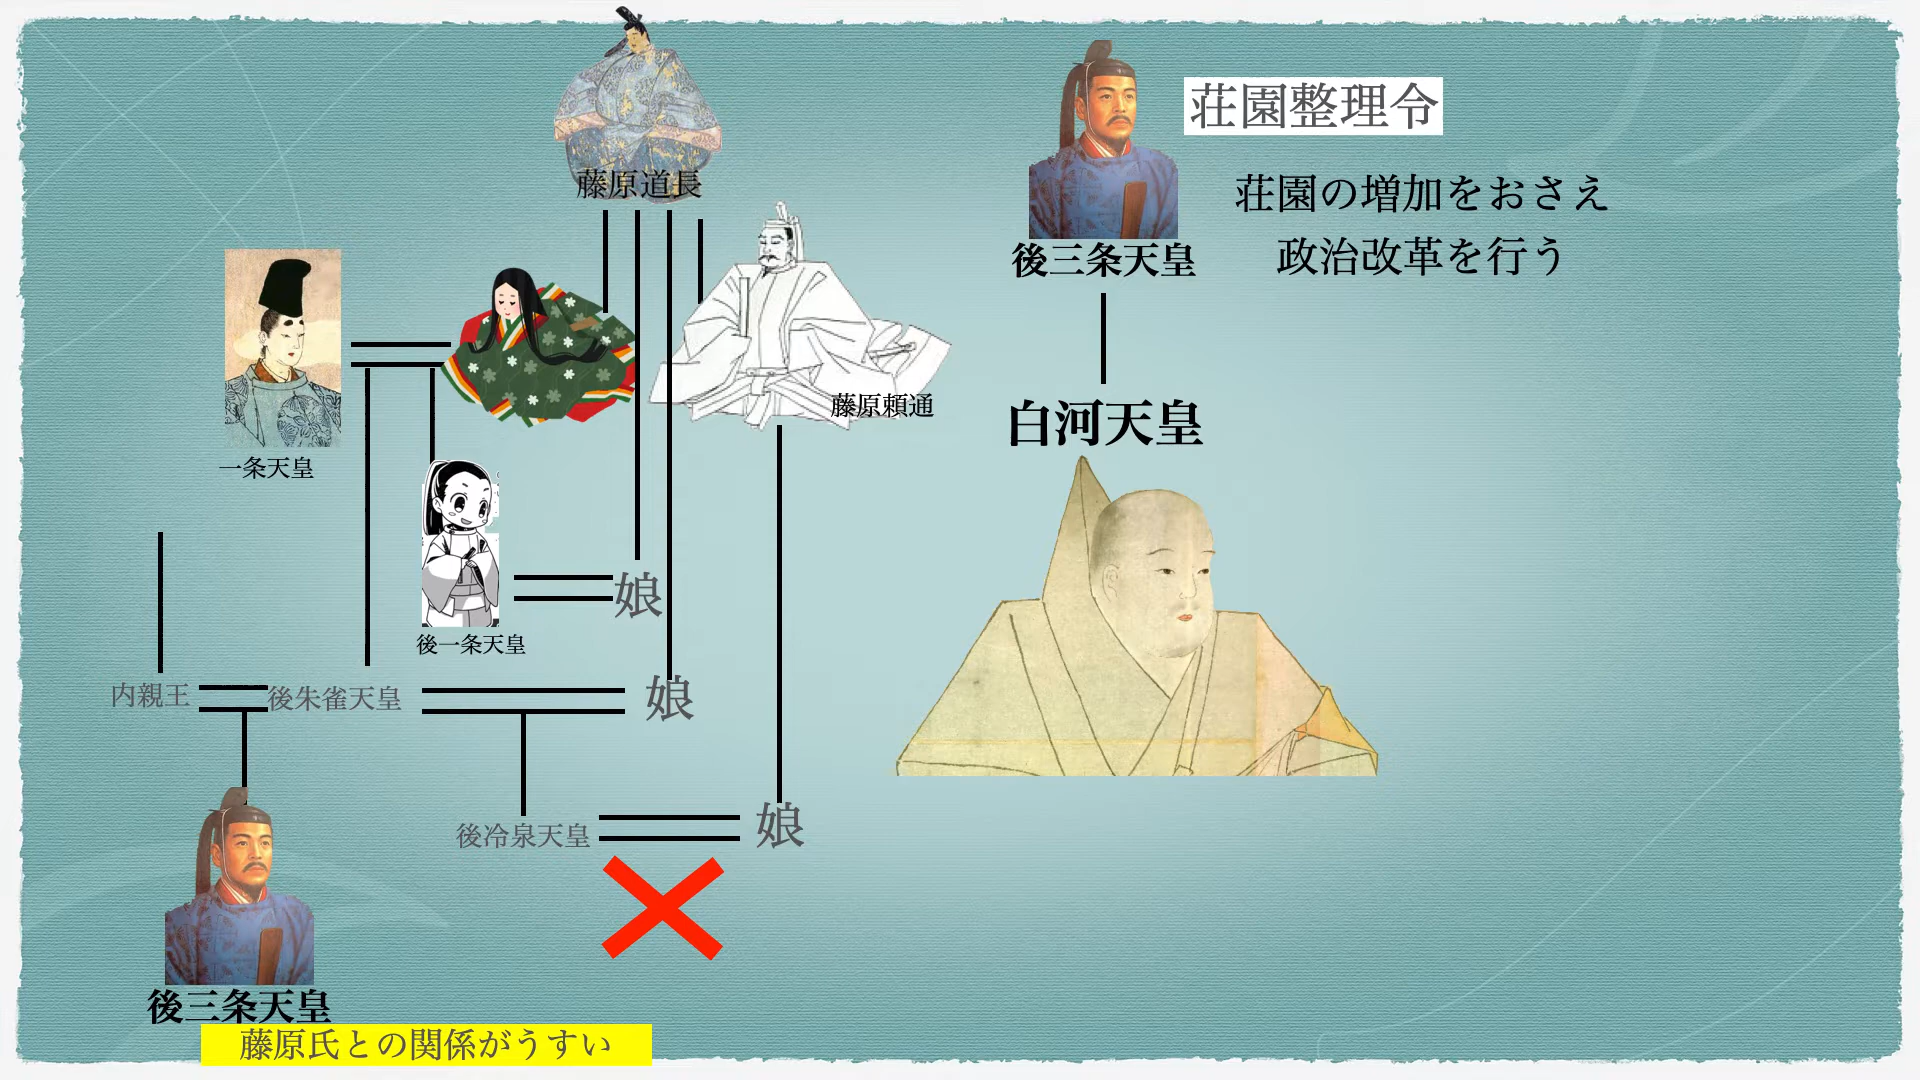 藤原道長
藤原頼通
一条天皇
後一条天皇
娘
内親王
後朱雀天皇
娘
後冷泉天皇
娘
後三条天皇
藤原氏との関係がうすい
荘園整理令
荘園の増加をおさえ
政治改革を行う
後三条天皇
白河天皇